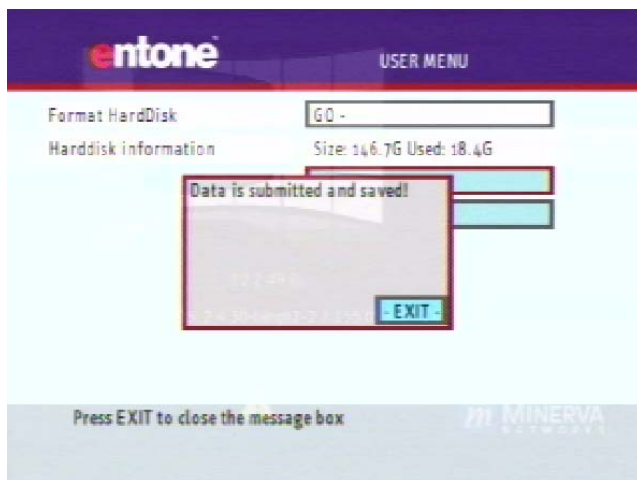 entone
USER MENU
Format HardDisk
GO -
Harddisk information
Size: 146.7G Used: 18.4G
Data is submitted and saved!
- EXIT -
Press EXIT to close the message box
m MINERVA
NETWORKS